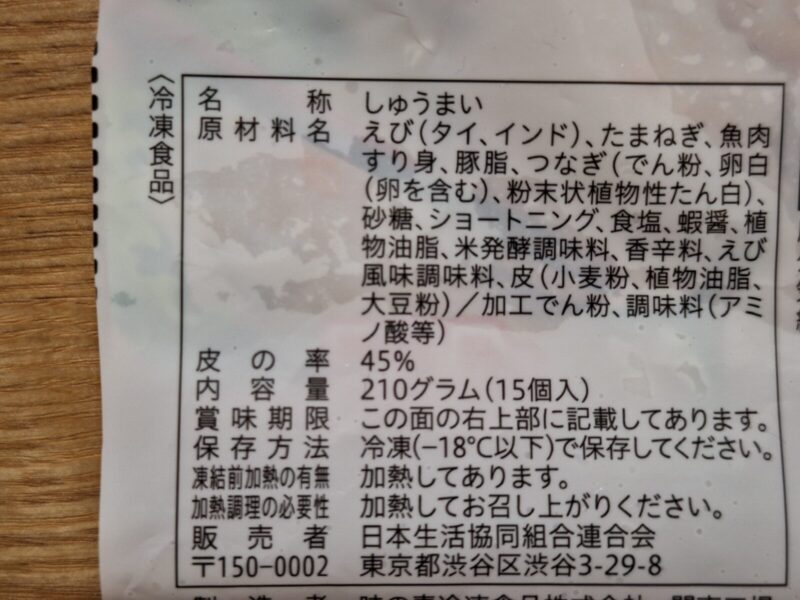 〈冷凍食品〉
名称 しゅうまい
原材料名 えび(タイ、インド)、たまねぎ、魚肉
すり身、豚脂、つなぎ(でん粉、卵白
(卵を含む)、粉末状植物性たん白)、
砂糖、ショートニング、食塩、蝦醤、植
物油脂、米発酵調味料、香辛料、えび
風味調味料、皮(小麦粉、植物油脂、
大豆粉)/加工でん粉、調味料(アミ
ノ酸等)
皮の率 45%
内容量 210グラム(15個入)
賞味期限 この面の右上部に記載してあります。
保存方法 冷凍(−18℃以下)で保存してください。
凍結前加熱の有無 加熱してあります。
加熱調理の必要性 加熱してお召し上がりください。
販売者 日本生活協同組合連合会
〒150−0002 東京都渋谷区渋谷3-29-8